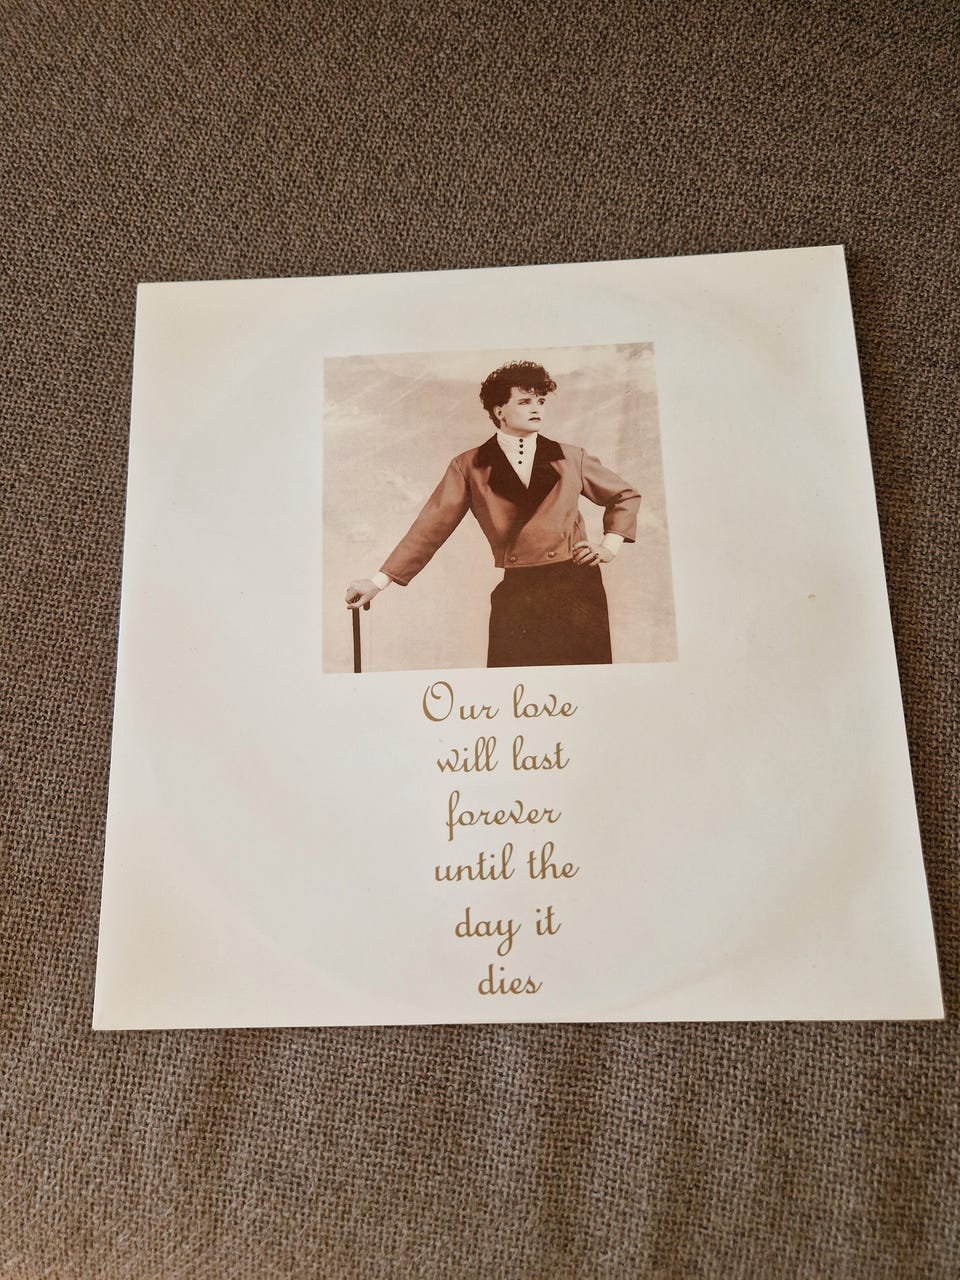 Our love
will last
forever
until the
day it
dies